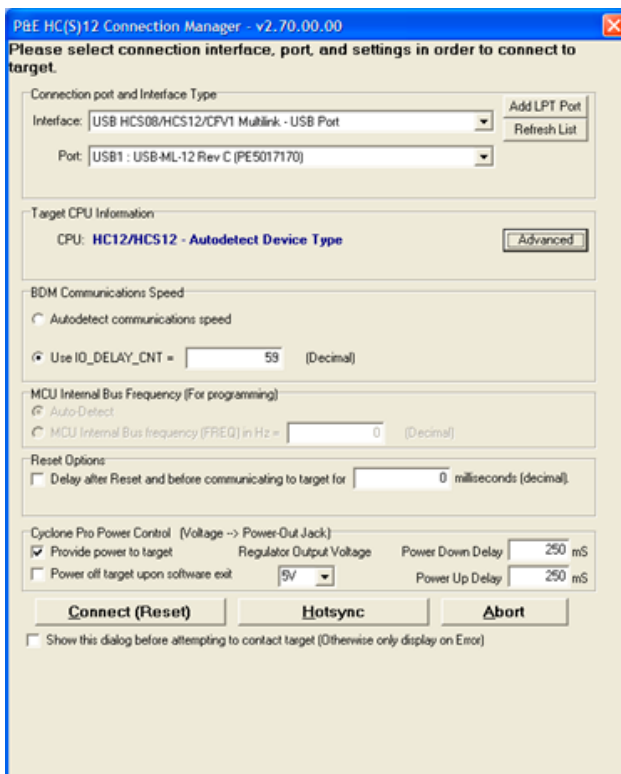 P&E HC(S)12 Connection Manager - v2.70.00.00
Please select connection interface, port, and settings in order to connect to
target.
Connection port and Interface Type
Interface: USB HCS08/HCS12/CFV1 Multilink - USB Port
Add LPT Port
Refresh List
Port: USB1 : USB-ML-12 Rev C (PE5017170)
Target CPU Information
CPU: HC12/HCS12 - Autodetect Device Type
Advanced
BDM Communications Speed
Autodetect communications speed
Use IO_DELAY_CNT = 59 (Decimal)
MCU Internal Bus Frequency (For programming)
Auto-Detect
MCU Internal Bus frequency (FREQ) in Hz = 0 (Decimal)
Reset Options
Delay after Reset and before communicating to target for 0 milliseconds (decimal).
Cyclone Pro Power Control (Voltage --> Power-Out Jack)
Provide power to target Regulator Output Voltage Power Down Delay 250 mS
Power off target upon software exit 5V Power Up Delay 250 mS
Connect (Reset) Hotsync Abort
Show this dialog before attempting to contact target (Otherwise only display on Error)